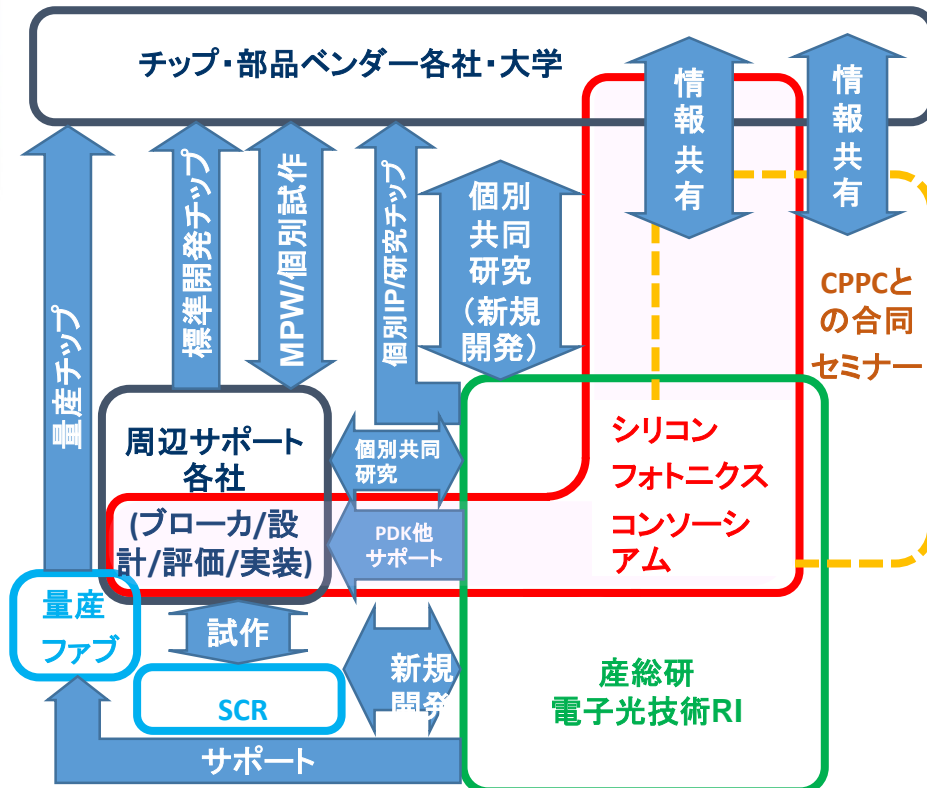 チップ・部品ベンダー各社・大学
情報共有
情報共有
量産チップ
標準開発チップ
MPW/個別試作
個別IP/研究チップ
個別
共同
研究
（新規
開発）
CPPCと
の合同
セミナー
周辺サポート
各社
(ブローカ/設
計/評価/実装)
個別共同
研究
PDK他
サポート
シリコン
フォトニクス
コンソーシ
アム
量産
ファブ
試作
SCR
新規
開発
産総研
電子光技術RI
サポート